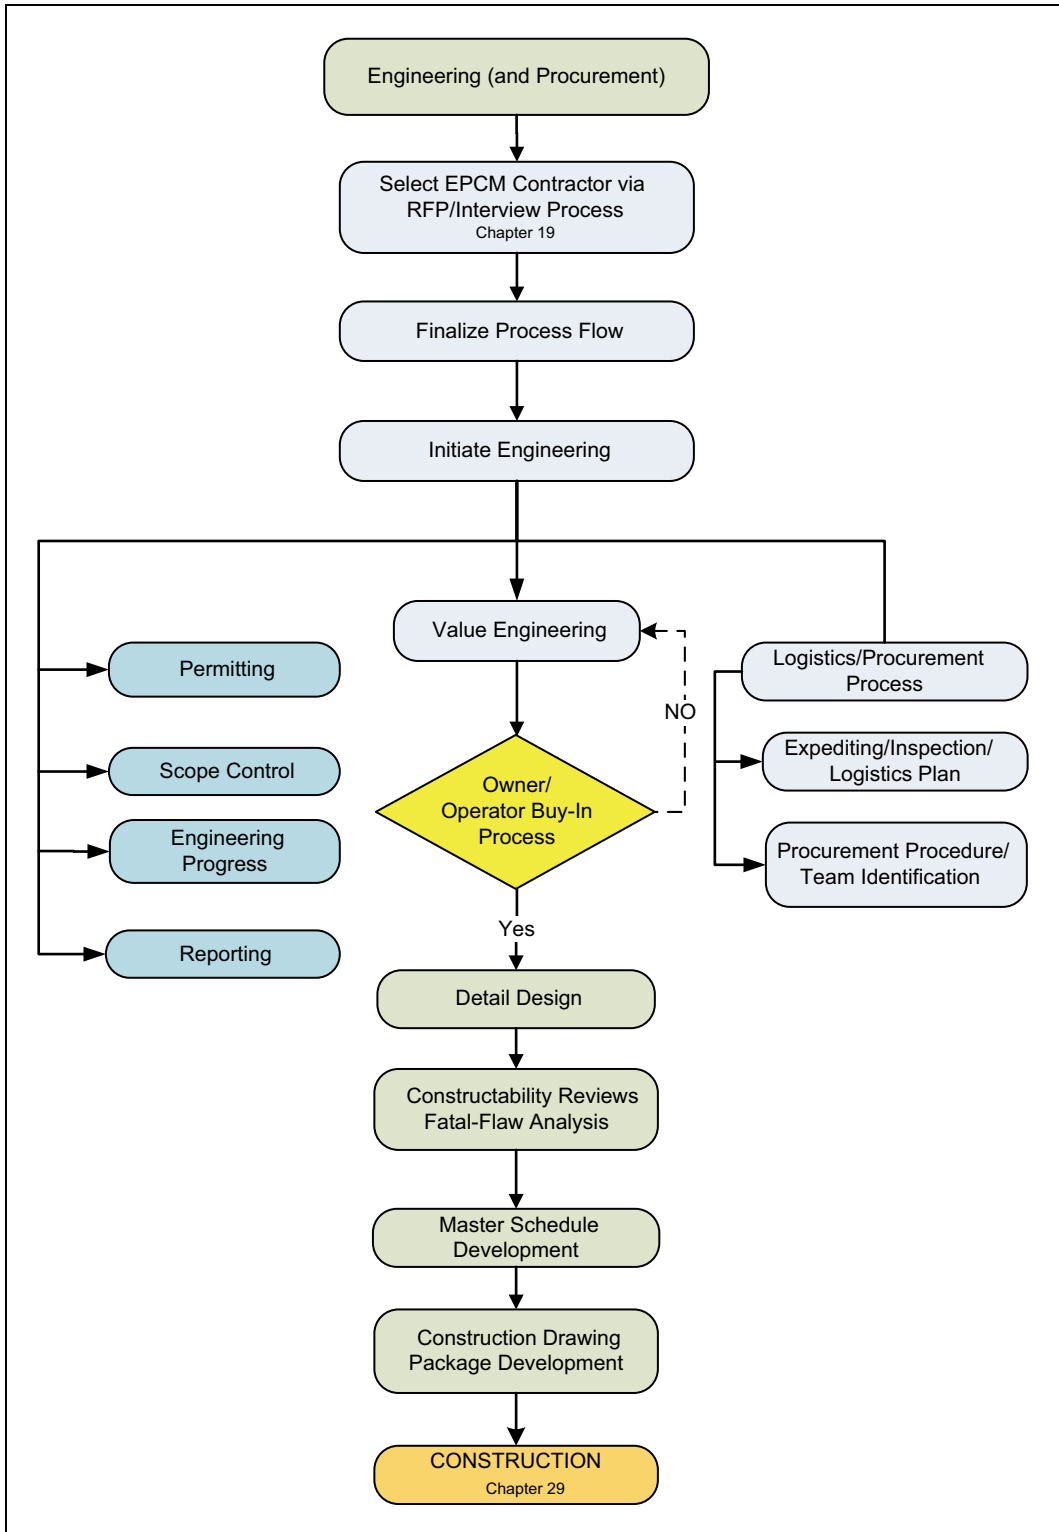 Engineering (and Procurement)
Select EPCM Contractor via
RFP/Interview Process
Chapter 19
Finalize Process Flow
Initiate Engineering
Value Engineering
Permitting
Logistics/Procurement
Process
NO
Scope Control
Owner/
Operator Buy-In
Process
Expediting/Inspection/
Logistics Plan
Engineering
Progress
Procurement Procedure/
Team Identification
Yes
Reporting
Detail Design
Constructability Reviews
Fatal-Flaw Analysis
Master Schedule
Development
Construction Drawing
Package Development
CONSTRUCTION
Chapter 29